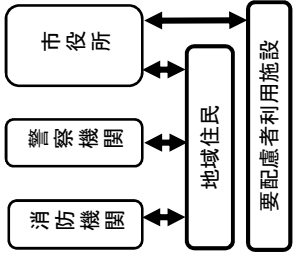 市役所
警察機関
消防機関
地域住民
要配慮者利用施設